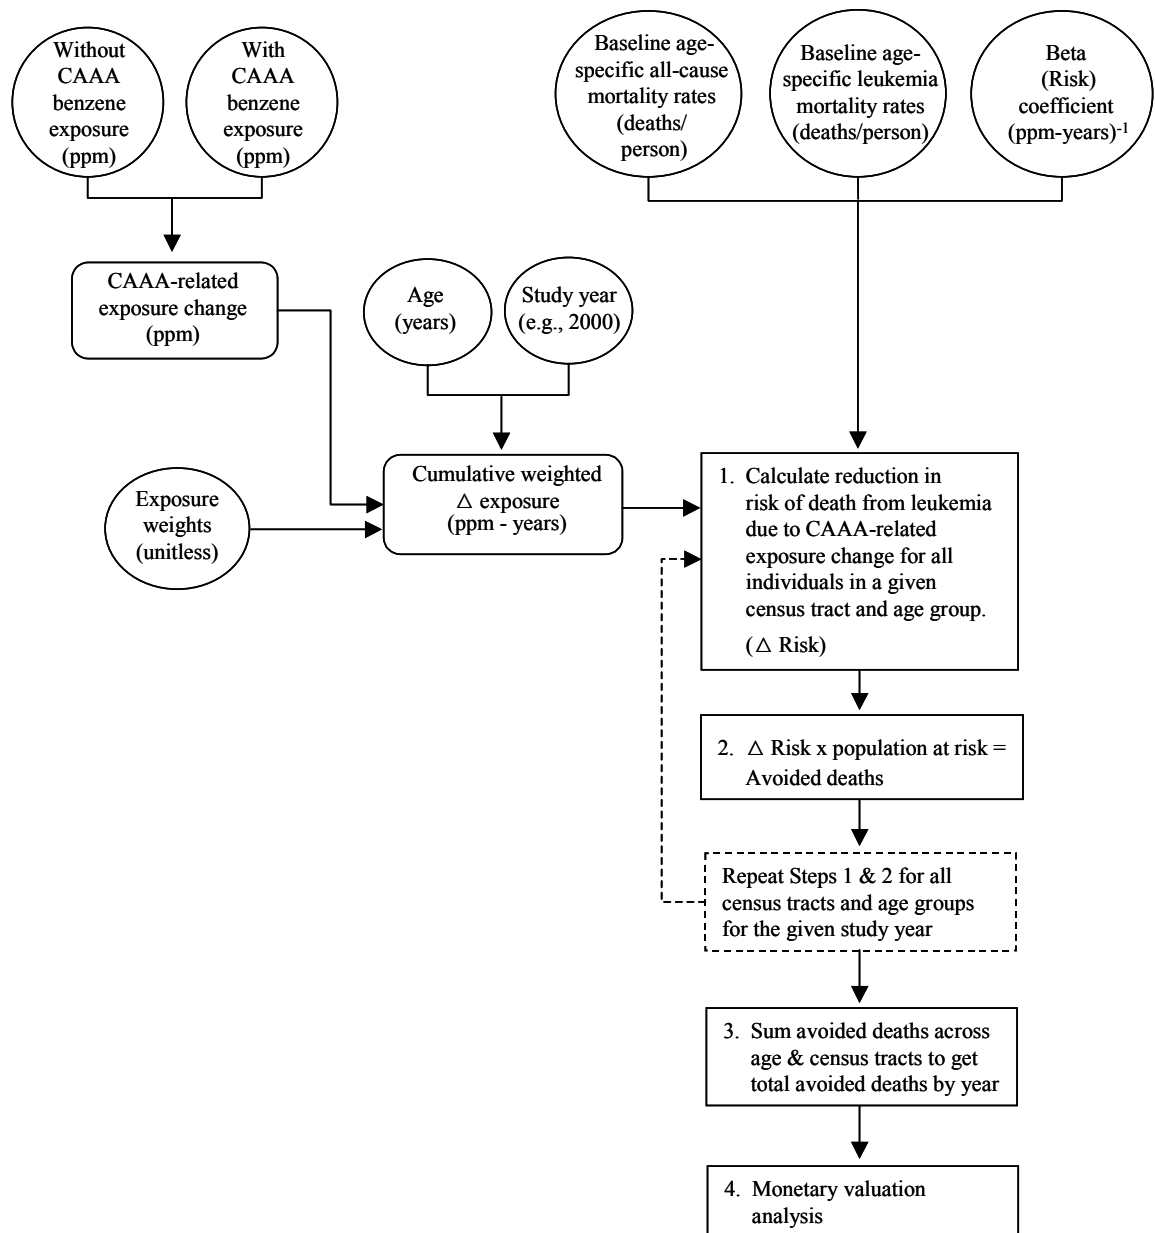 Without
CAAA
benzene
exposure
(ppm)
With
CAAA
benzene
exposure
(ppm)
Baseline age-
specific all-cause
mortality rates
(deaths/
person)
Baseline age-
specific leukemia
mortality rates
(deaths/person)
Beta
(Risk)
coefficient
(ppm-years)-1
CAAA-related
exposure change
(ppm)
Age
(years)
Study year
(e.g., 2000)
Exposure
weights
(unitless)
Cumulative weighted
△ exposure
(ppm - years)
1. Calculate reduction in
risk of death from leukemia
due to CAAA-related
exposure change for all
individuals in a given
census tract and age group.
(△ Risk)
2. △ Risk x population at risk =
Avoided deaths
Repeat Steps 1 & 2 for all
census tracts and age groups
for the given study year
3. Sum avoided deaths across
age & census tracts to get
total avoided deaths by year
4. Monetary valuation
analysis